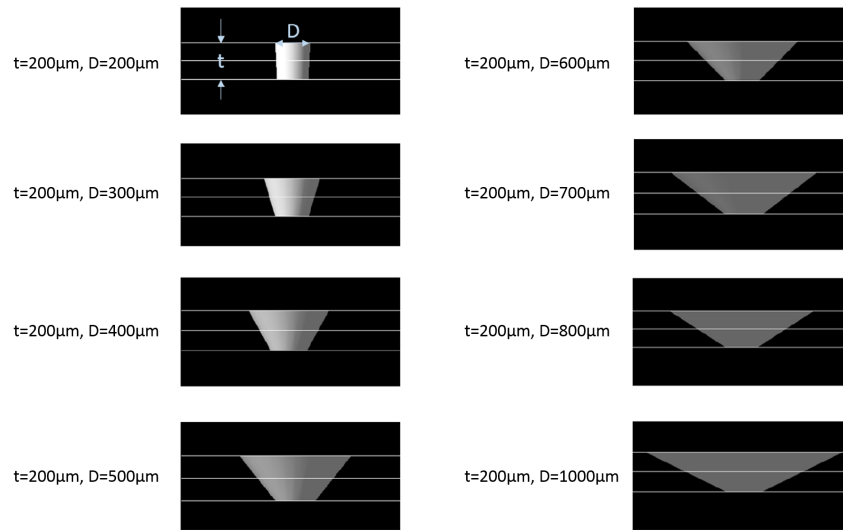 D
t
t=200µm, D=200µm
t=200µm, D=600µm
t=200µm, D=300µm
t=200µm, D=700µm
t=200µm, D=400µm
t=200µm, D=800µm
t=200µm, D=500µm
t=200µm, D=1000µm